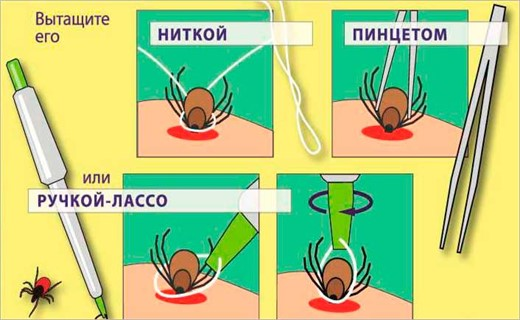 Вытащите
его
НИТКОЙ
ПИНЦЕТОМ
или
РУЧКОЙ-ЛАССО